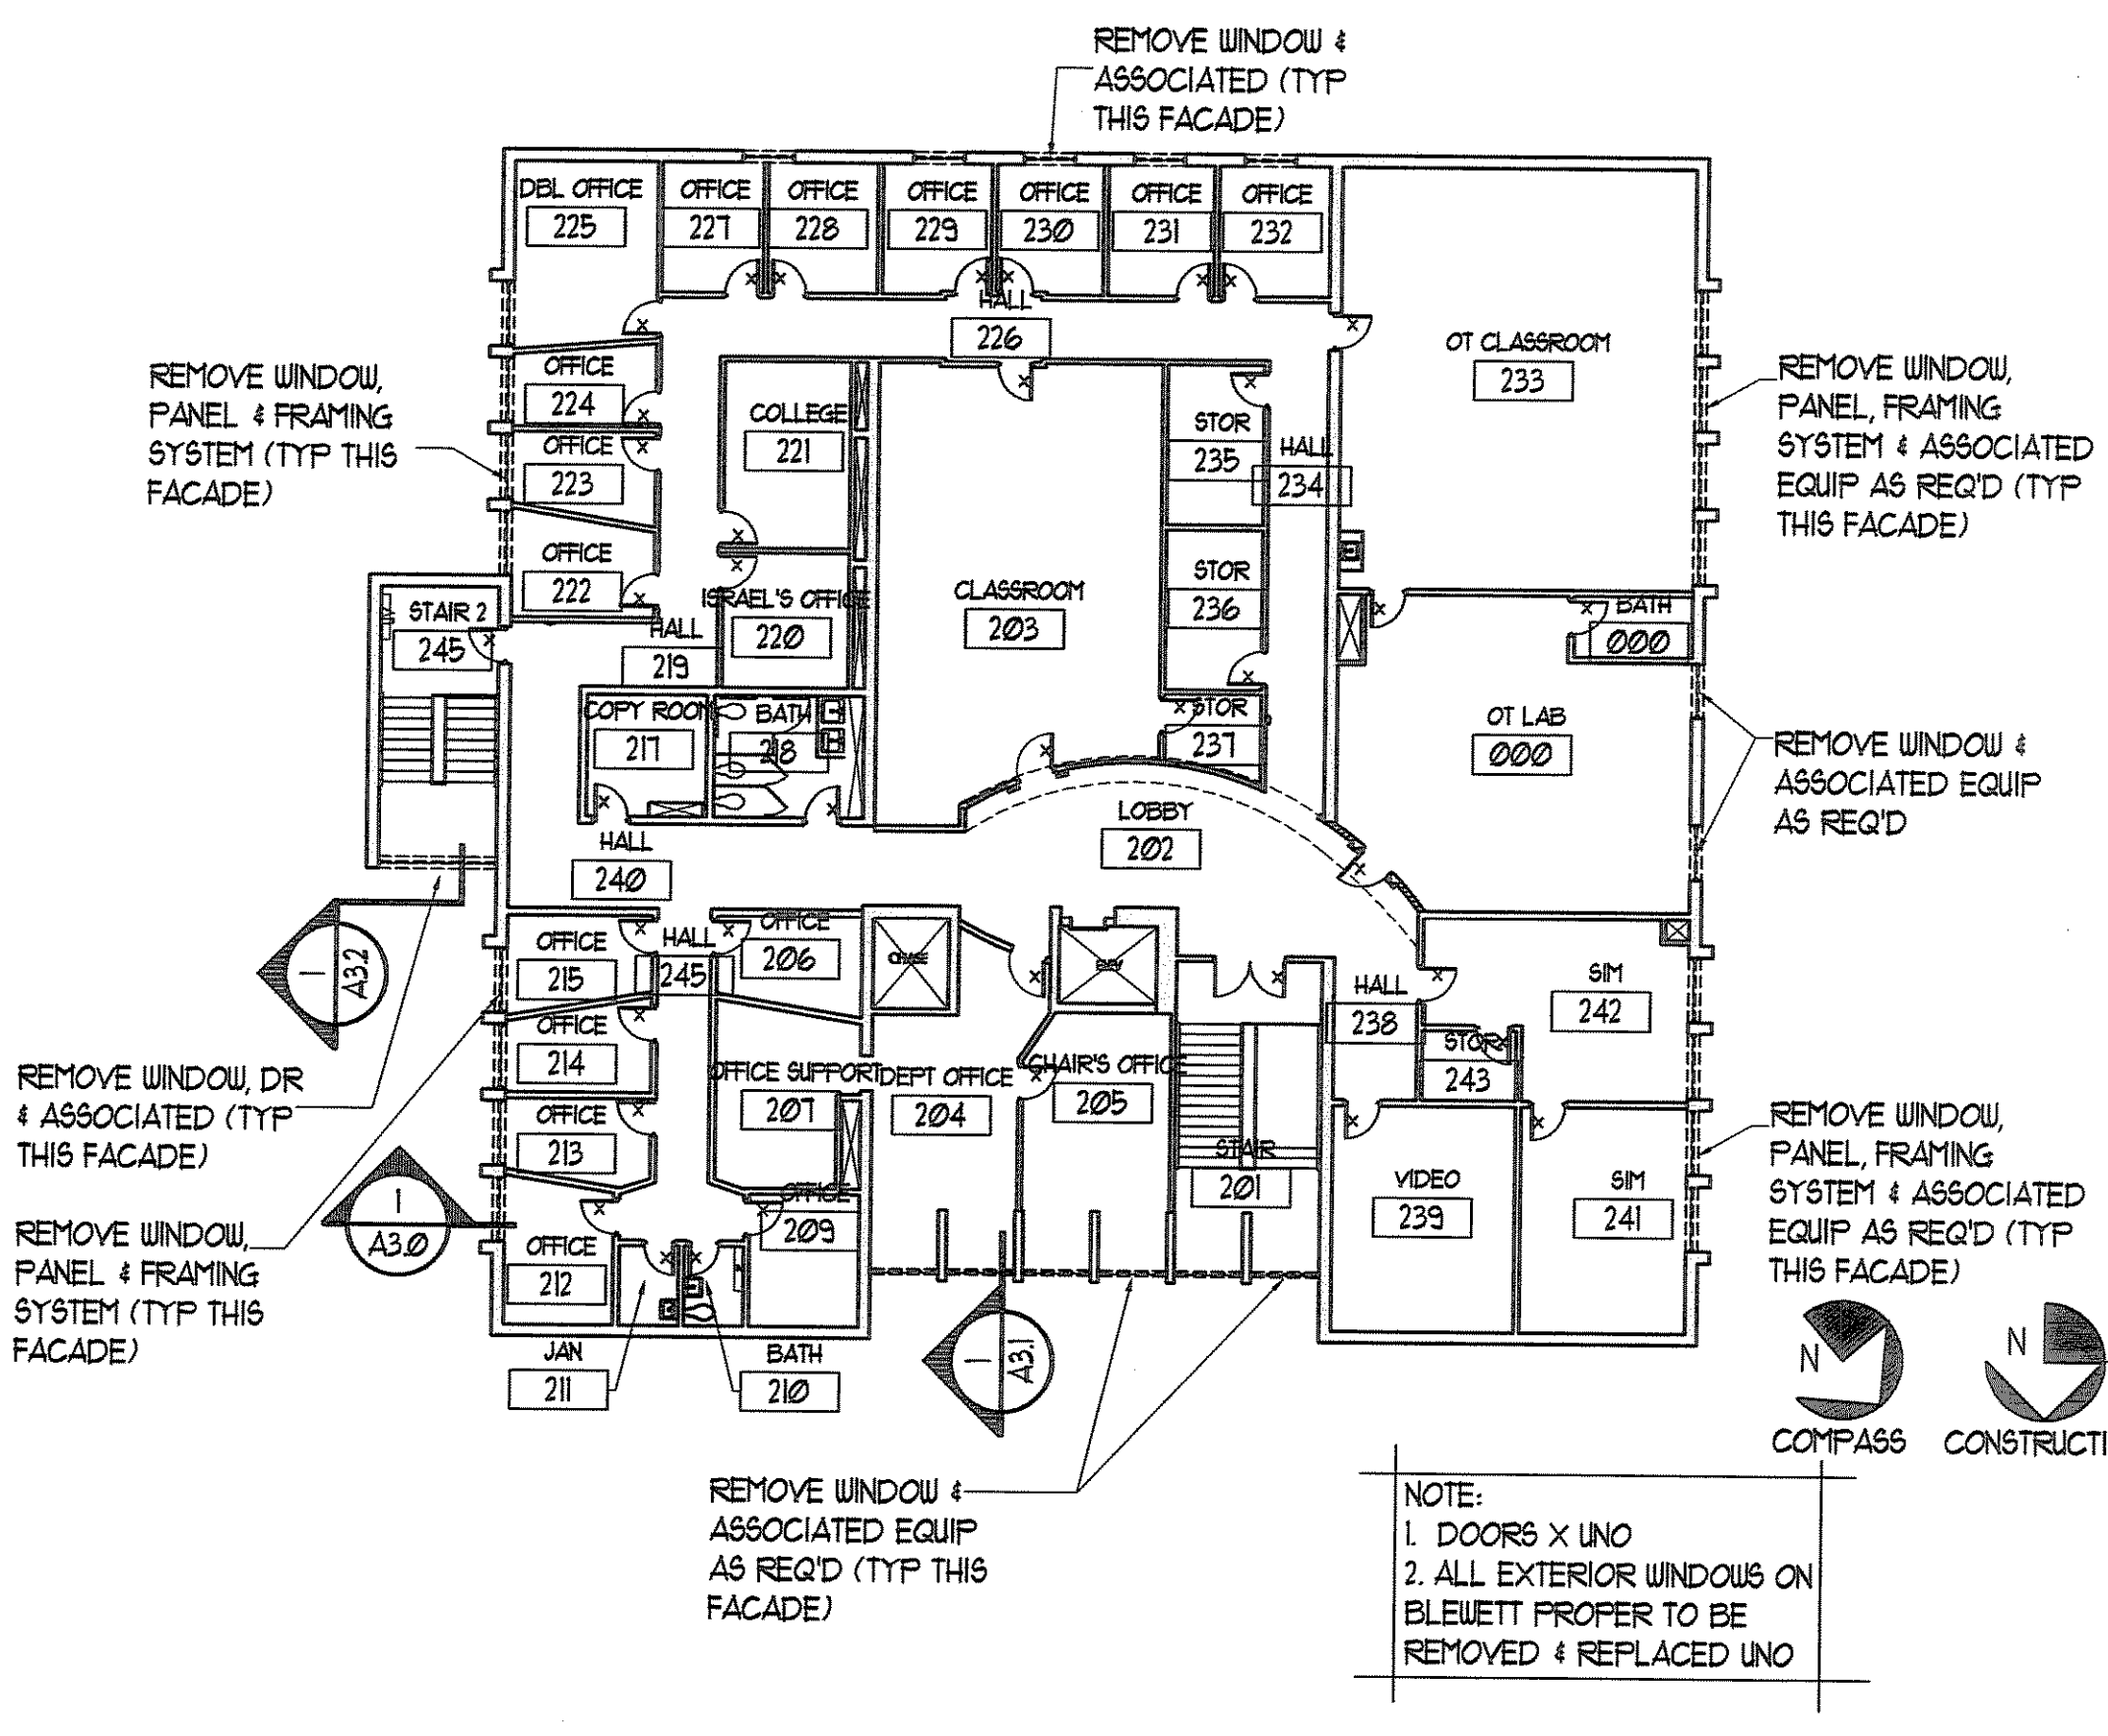 REMOVE WINDOW &
ASSOCIATED (TYP
THIS FACADE)
DBL OFFICE
225
OFFICE
227
OFFICE
228
OFFICE
229
OFFICE
230
OFFICE
231
OFFICE
232
HALL
226
OT CLASSROOM
233
REMOVE WINDOW,
PANEL & FRAMING
SYSTEM (TYP THIS
FACADE)
REMOVE WINDOW,
PANEL, FRAMING
SYSTEM & ASSOCIATED
EQUIP AS REQ'D (TYP
THIS FACADE)
OFFICE
224
OFFICE
223
OFFICE
222
COLLEGE
221
STOR
235
HALL
234
STAIR 2
245
HALL
219
ISRAEL'S OFFICE
220
CLASSROOM
203
STOR
236
BATH
000
COPY ROOM
217
BATH
218
STOR
237
OT LAB
000
REMOVE WINDOW &
ASSOCIATED EQUIP
AS REQ'D
LOBBY
202
HALL
240
OFFICE
215
HALL
245
OFFICE
206
1
A3.2
HALL
238
SIM
242
OFFICE
214
OFFICE SUPPORT
207
DEPT OFFICE
204
CHAIR'S OFFICE
205
STOR
243
REMOVE WINDOW, DR
& ASSOCIATED (TYP
THIS FACADE)
OFFICE
213
STAIR
201
VIDEO
239
SIM
241
REMOVE WINDOW,
PANEL, FRAMING
SYSTEM & ASSOCIATED
EQUIP AS REQ'D (TYP
THIS FACADE)
1
A3.0
OFFICE
209
REMOVE WINDOW,
PANEL & FRAMING
SYSTEM (TYP THIS
FACADE)
OFFICE
212
JAN
211
BATH
210
1
A3.1
N
COMPASS
N
CONSTRUCTI
REMOVE WINDOW &
ASSOCIATED EQUIP
AS REQ'D (TYP THIS
FACADE)
NOTE:
1. DOORS X UNO
2. ALL EXTERIOR WINDOWS ON
BLEWETT PROPER TO BE
REMOVED & REPLACED UNO